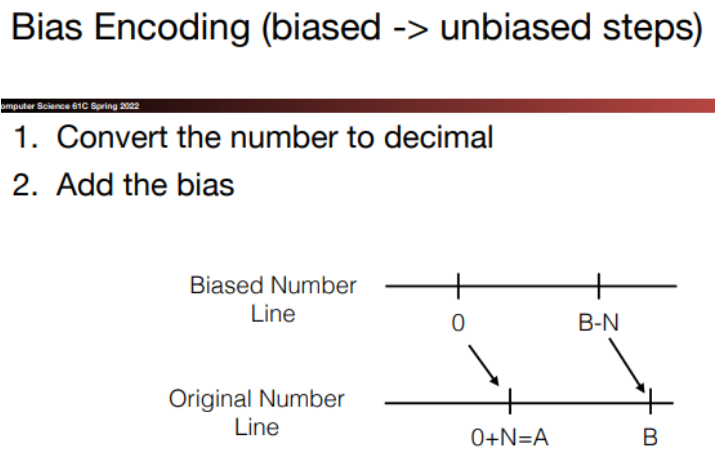 Bias Encoding (biased -> unbiased steps)
omputer Science 61C Spring 2022
1. Convert the number to decimal
2. Add the bias
Biased Number
Line
0
B-N
Original Number
Line
0+N=A
B